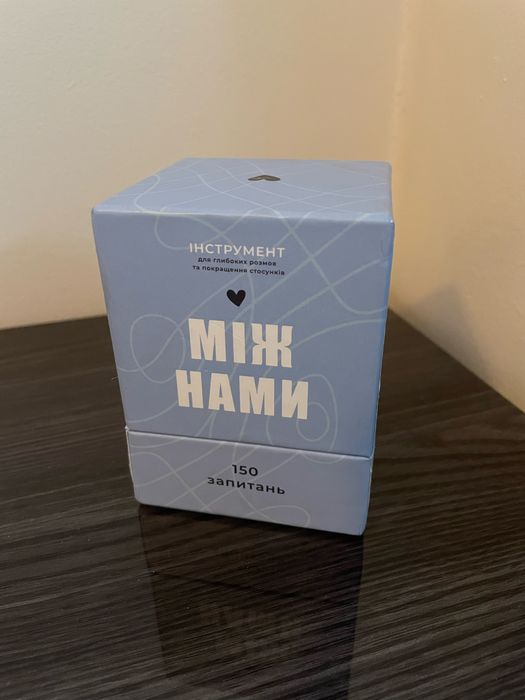 ІНСТРУМЕНТ
для глибоких розмов
та покращення стосунків
МІЖ
НАМИ
150
запитань